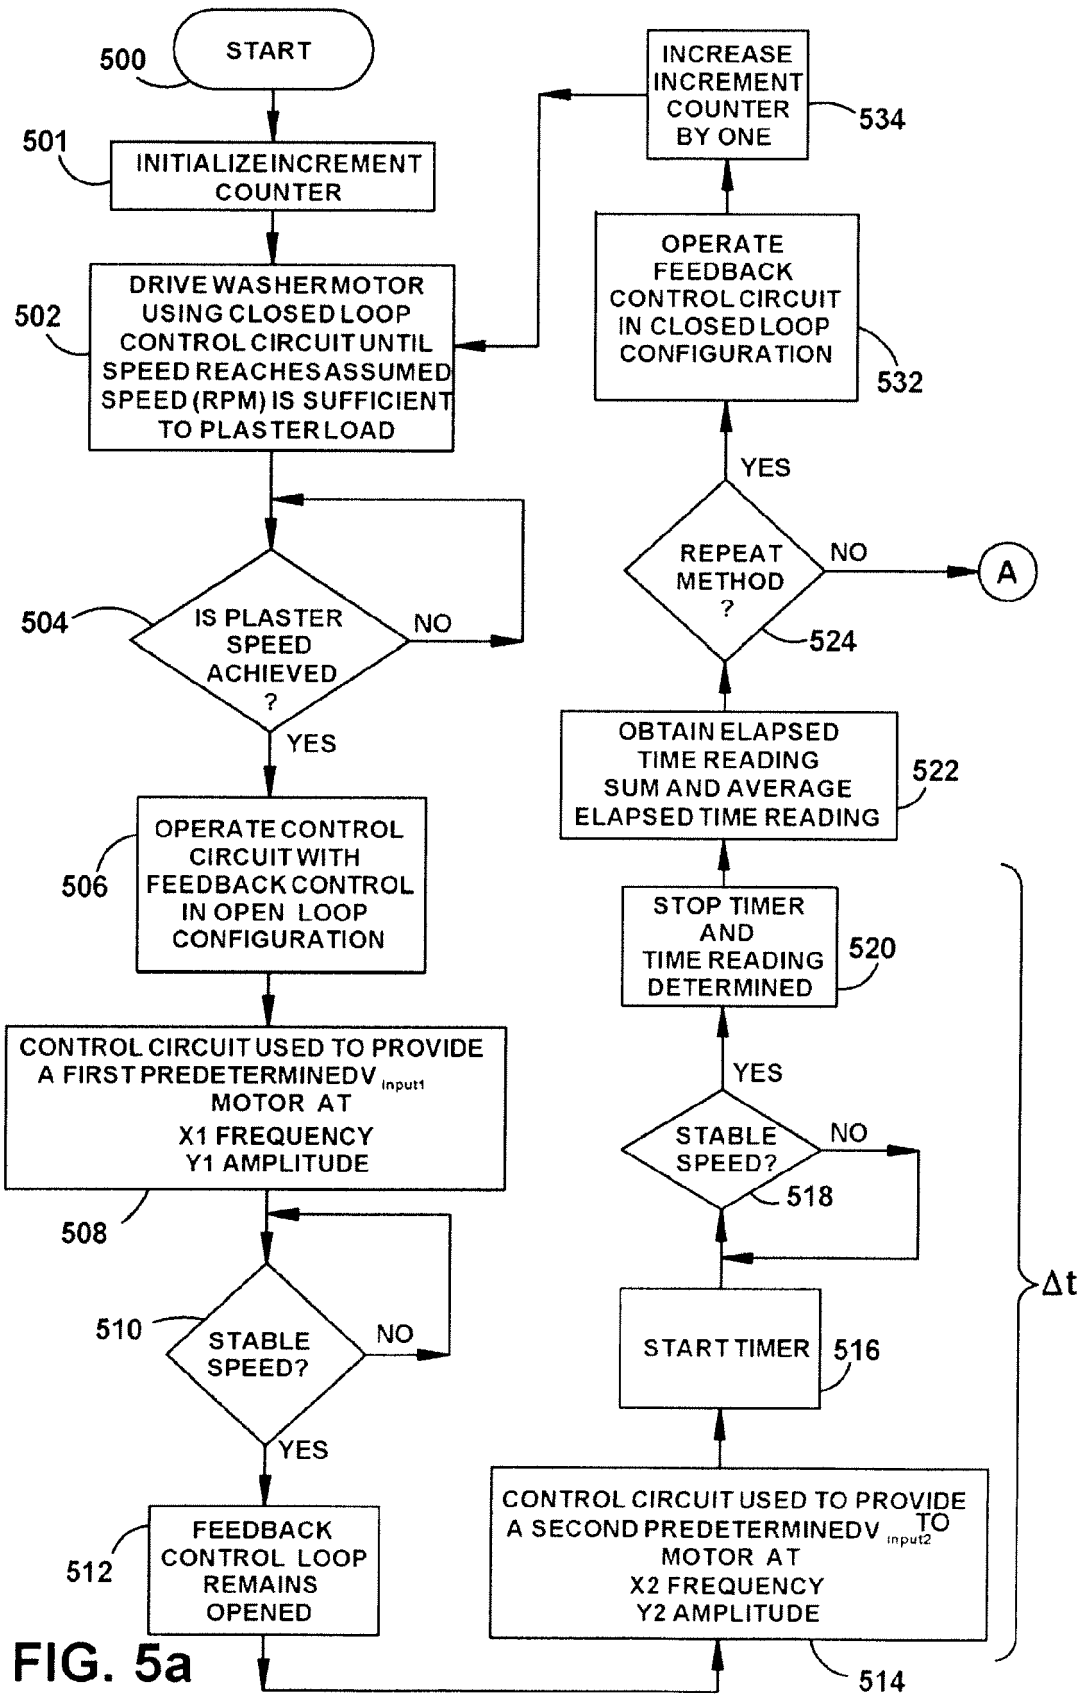 START
500
501
INITIALIZE INCREMENT
COUNTER
502
DRIVE WASHER MOTOR
USING CLOSED LOOP
CONTROL CIRCUIT UNTIL
SPEED REACHES ASSUMED
SPEED (RPM) IS SUFFICIENT
TO PLASTER LOAD
504
IS PLASTER
SPEED
ACHIEVED
?
NO
YES
506
OPERATE CONTROL
CIRCUIT WITH
FEEDBACK CONTROL
IN OPEN LOOP
CONFIGURATION
CONTROL CIRCUIT USED TO PROVIDE
A FIRST PREDETERMINED V input1
MOTOR AT
X1 FREQUENCY
Y1 AMPLITUDE
508
510
STABLE
SPEED?
NO
YES
512
FEEDBACK
CONTROL LOOP
REMAINS
OPENED
CONTROL CIRCUIT USED TO PROVIDE
A SECOND PREDETERMINED V input2 TO
MOTOR AT
X2 FREQUENCY
Y2 AMPLITUDE
514
START TIMER
516
STABLE
SPEED?
NO
518
YES
STOP TIMER
AND
TIME READING
DETERMINED
520
Δt
OBTAIN ELAPSED
TIME READING
SUM AND AVERAGE
ELAPSED TIME READING
522
REPEAT
METHOD
?
NO
A
524
YES
OPERATE
FEEDBACK
CONTROL CIRCUIT
IN CLOSED LOOP
CONFIGURATION
532
INCREASE
INCREMENT
COUNTER
BY ONE
534
FIG. 5a